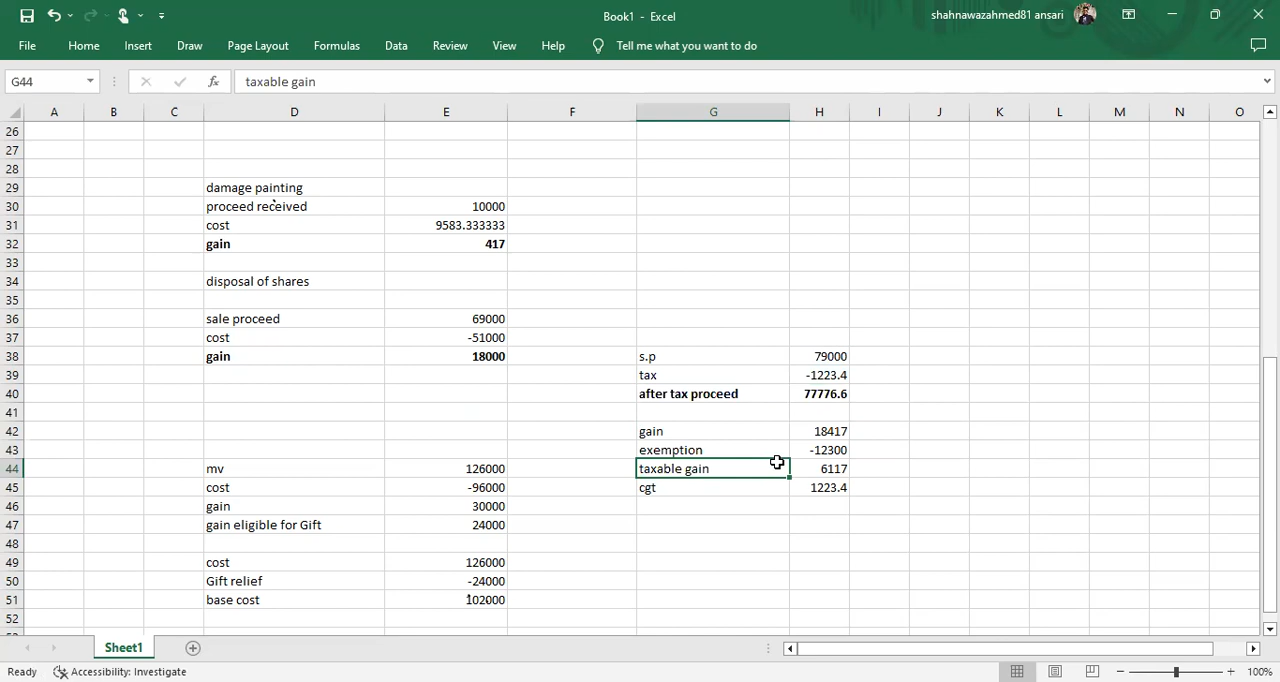 Book1 - Excel
shahnawazahmed81 ansari
File Home Insert Draw Page Layout Formulas Data Review View Help Tell me what you want to do
G44 fx taxable gain
A B C D E F G H I J K L M N O
26
27
28
29 damage painting
30 proceed received 10000
31 cost 9583.333333
32 gain 417
33
34 disposal of shares
35
36 sale proceed 69000
37 cost -51000
38 gain 18000 s.p 79000
39 tax -1223.4
40 after tax proceed 77776.6
41
42 gain 18417
43 exemption -12300
44 mv 126000 taxable gain 6117
45 cost -96000 cgt 1223.4
46 gain 30000
47 gain eligible for Gift 24000
48
49 cost 126000
50 Gift relief -24000
51 base cost 102000
52
Sheet1
Ready Accessibility: Investigate 100%